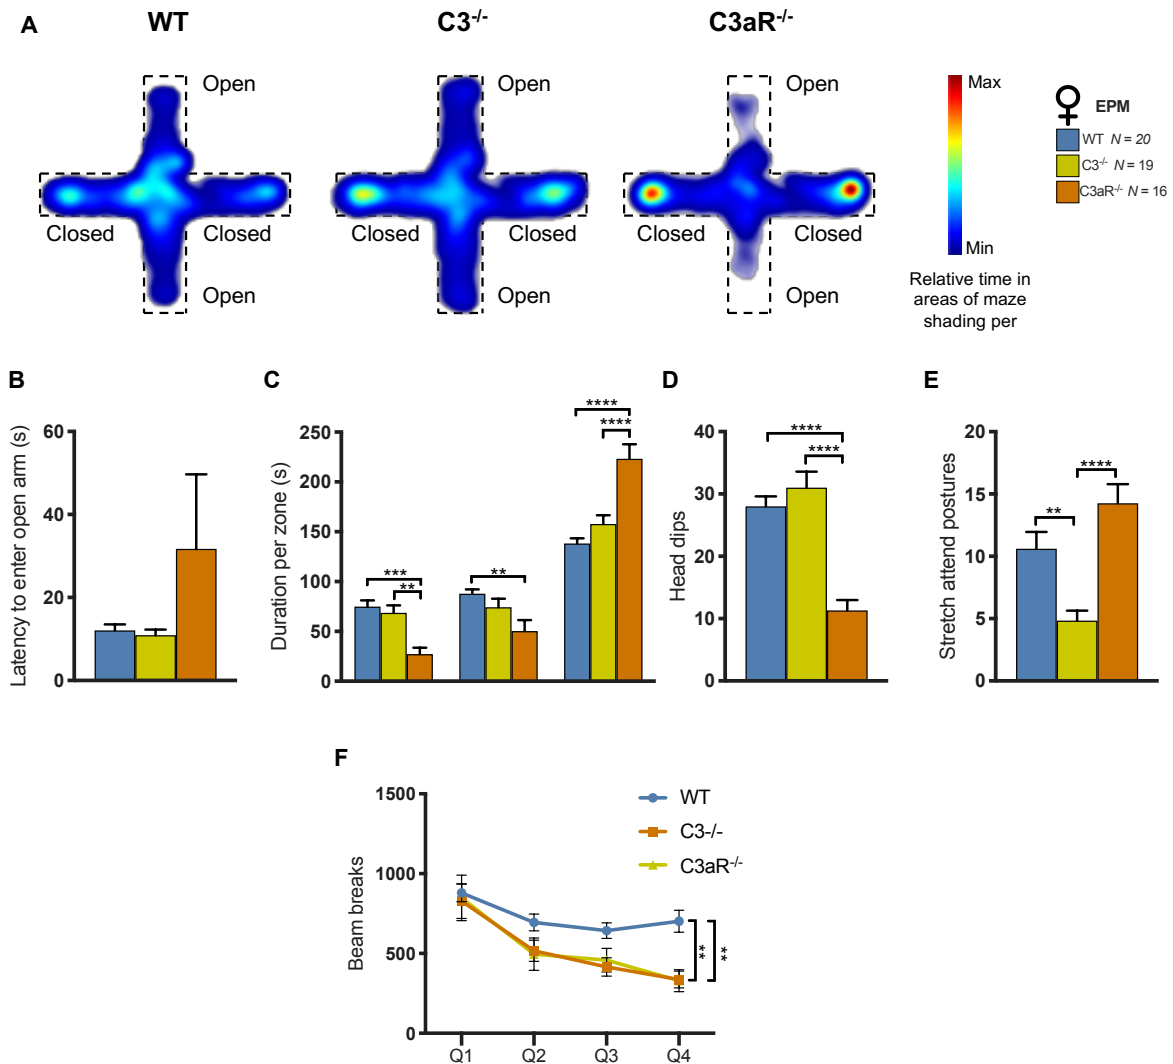 A
WT
C3-/-
C3aR-/-
Open
Open
Open
Closed
Closed
Closed
Closed
Closed
Closed
Open
Open
Open
Max
Min
Relative time in
areas of maze
shading per
♀ EPM
WT N = 20
C3-/- N = 19
C3aR-/- N = 16
B
Latency to enter open arm (s)
60
40
20
0
C
Duration per zone (s)
250
200
150
100
50
0
***
**
**
****
****
D
Head dips
40
30
20
10
0
****
****
E
Stretch attend postures
20
15
10
5
0
**
****
F
Beam breaks
1500
1000
500
0
Q1 Q2 Q3 Q4
WT
C3-/-
C3aR-/-
**
**